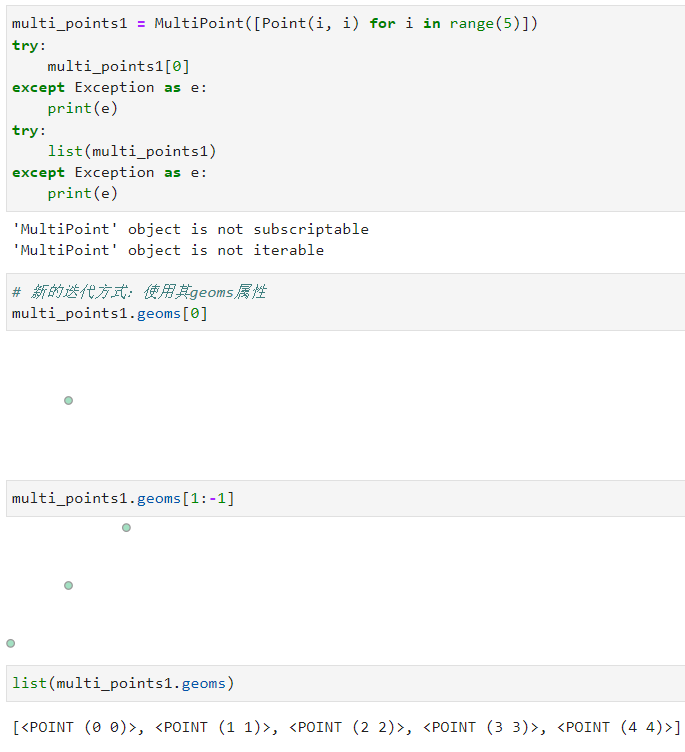 multi_points1 = MultiPoint([Point(i, i) for i in range(5)])
try:
    multi_points1[0]
except Exception as e:
    print(e)
try:
    list(multi_points1)
except Exception as e:
    print(e)
'MultiPoint' object is not subscriptable
'MultiPoint' object is not iterable
# 新的迭代方式：使用其geoms属性
multi_points1.geoms[0]
multi_points1.geoms[1:-1]
list(multi_points1.geoms)
[<POINT (0 0)>, <POINT (1 1)>, <POINT (2 2)>, <POINT (3 3)>, <POINT (4 4)>]